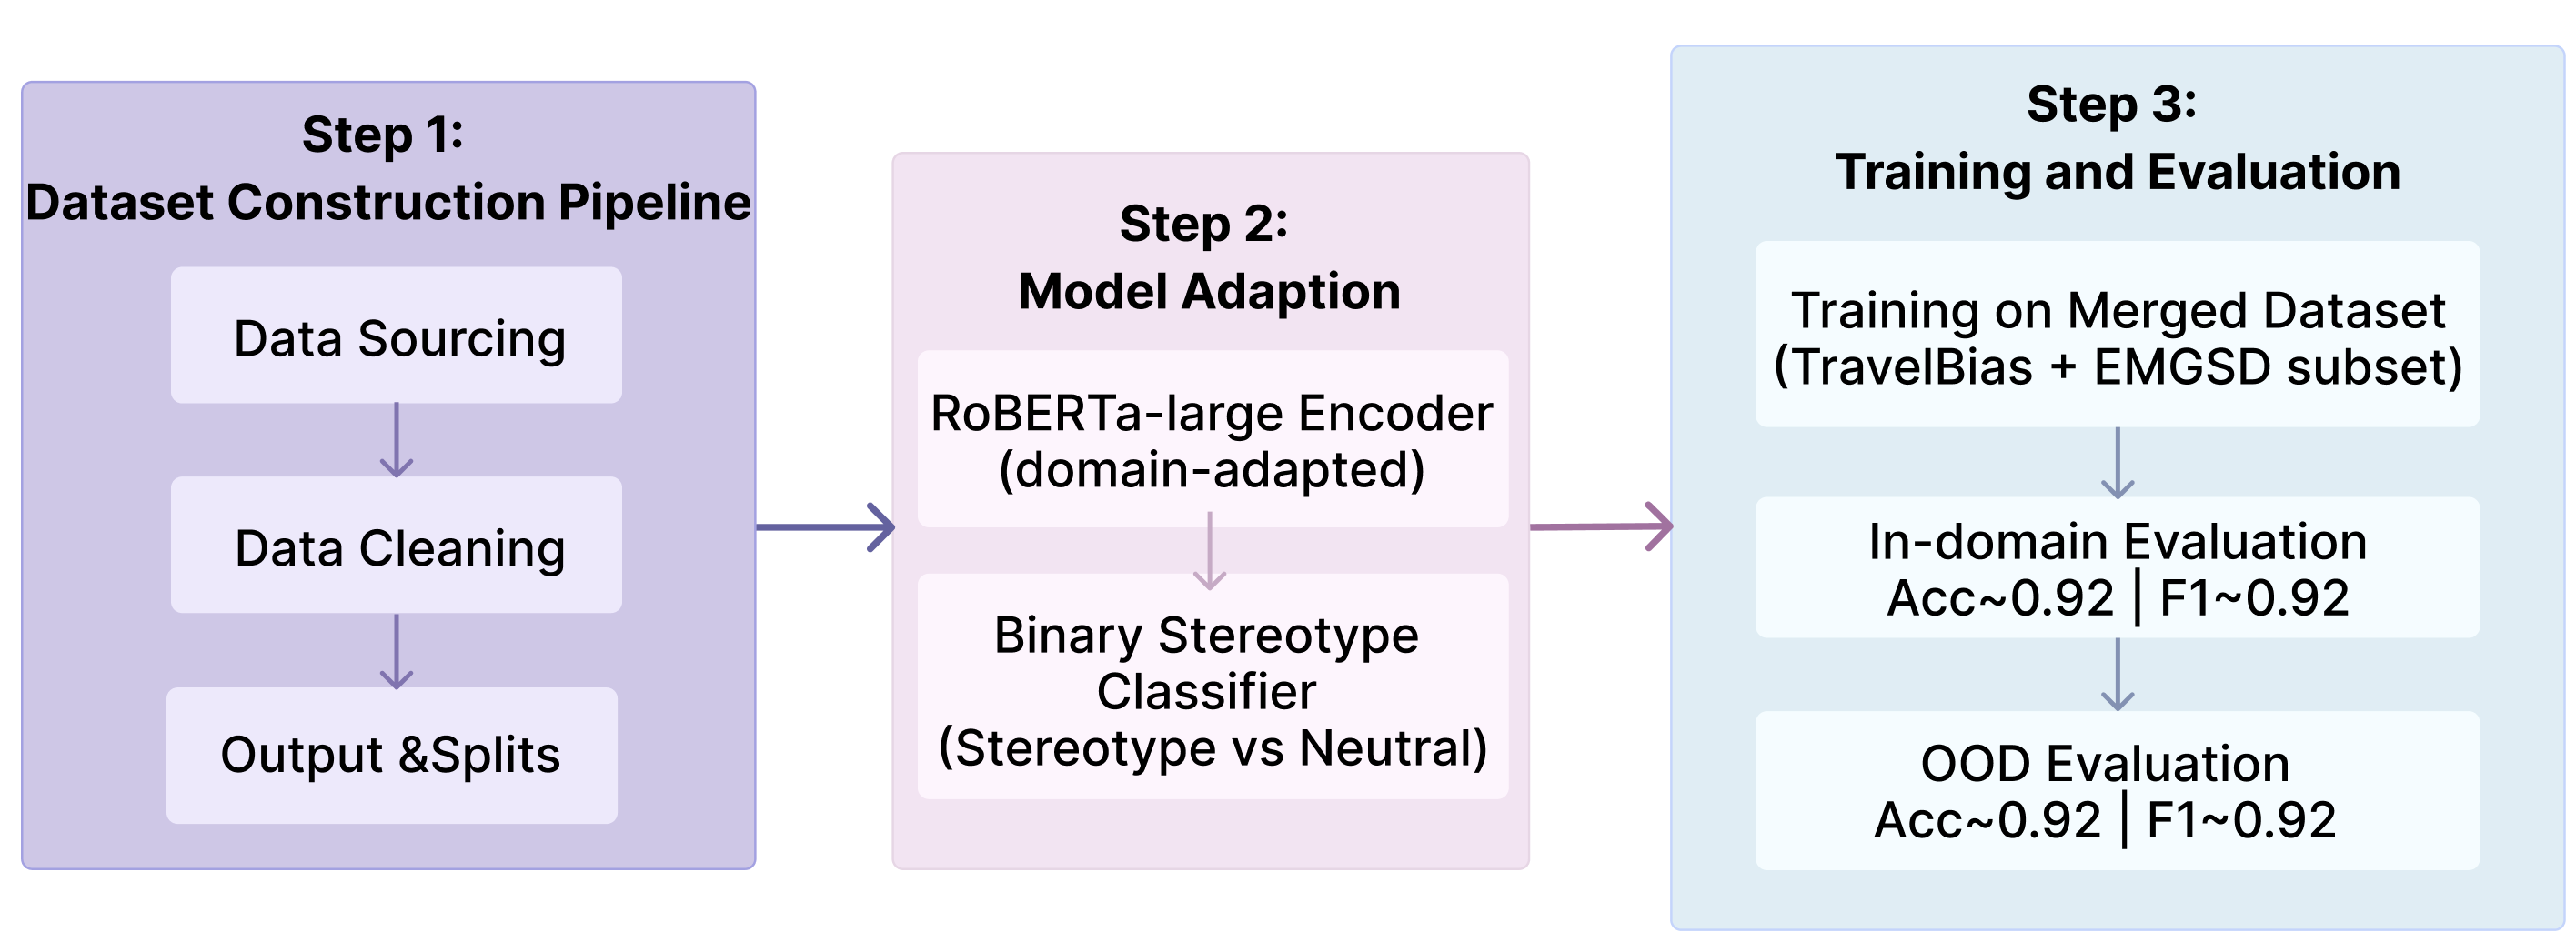 Step 1:
Dataset Construction Pipeline
Data Sourcing
Data Cleaning
Output &Splits
Step 2:
Model Adaption
RoBERTa-large Encoder
(domain-adapted)
Binary Stereotype
Classifier
(Stereotype vs Neutral)
Step 3:
Training and Evaluation
Training on Merged Dataset
(TravelBias + EMGSD subset)
In-domain Evaluation
Acc~0.92 | F1~0.92
OOD Evaluation
Acc~0.92 | F1~0.92